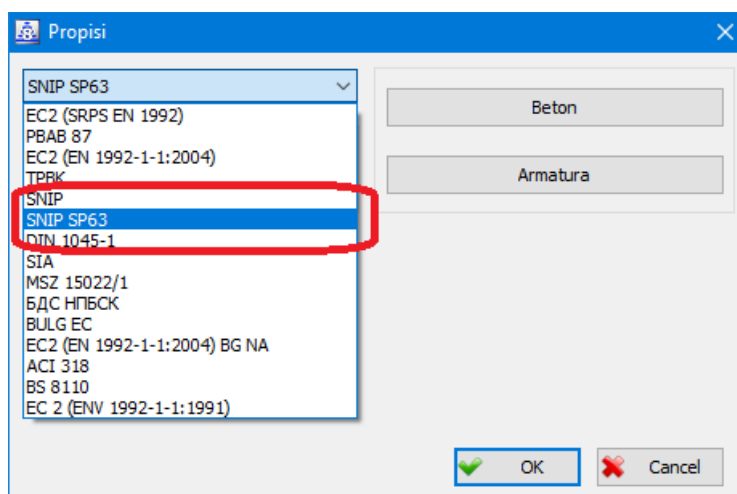 Propisi
SNIP SP63
EC2 (SRPS EN 1992)
PBAB 87
EC2 (EN 1992-1-1:2004)
ТРВК
SNIP
SNIP SP63
DIN 1045-1
SIA
MSZ 15022/1
БДС НПБСК
BULG EC
EC2 (EN 1992-1-1:2004) BG NA
ACI 318
BS 8110
EC 2 (ENV 1992-1-1:1991)
Beton
Armatura
OK
Cancel